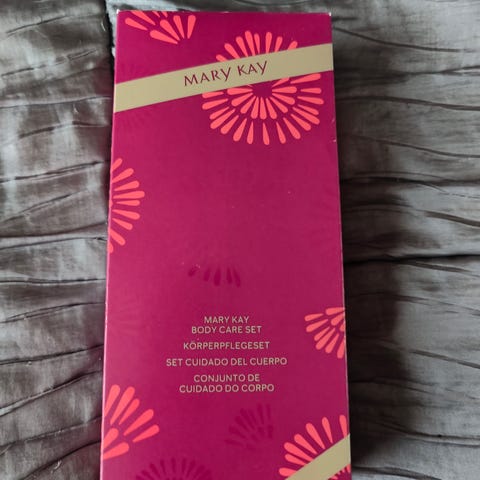 MARY KAY
MARY KAY
BODY CARE SET
KÖRPERPFLEGESET
SET CUIDADO DEL CUERPO
CONJUNTO DE
CUIDADO DO CORPO